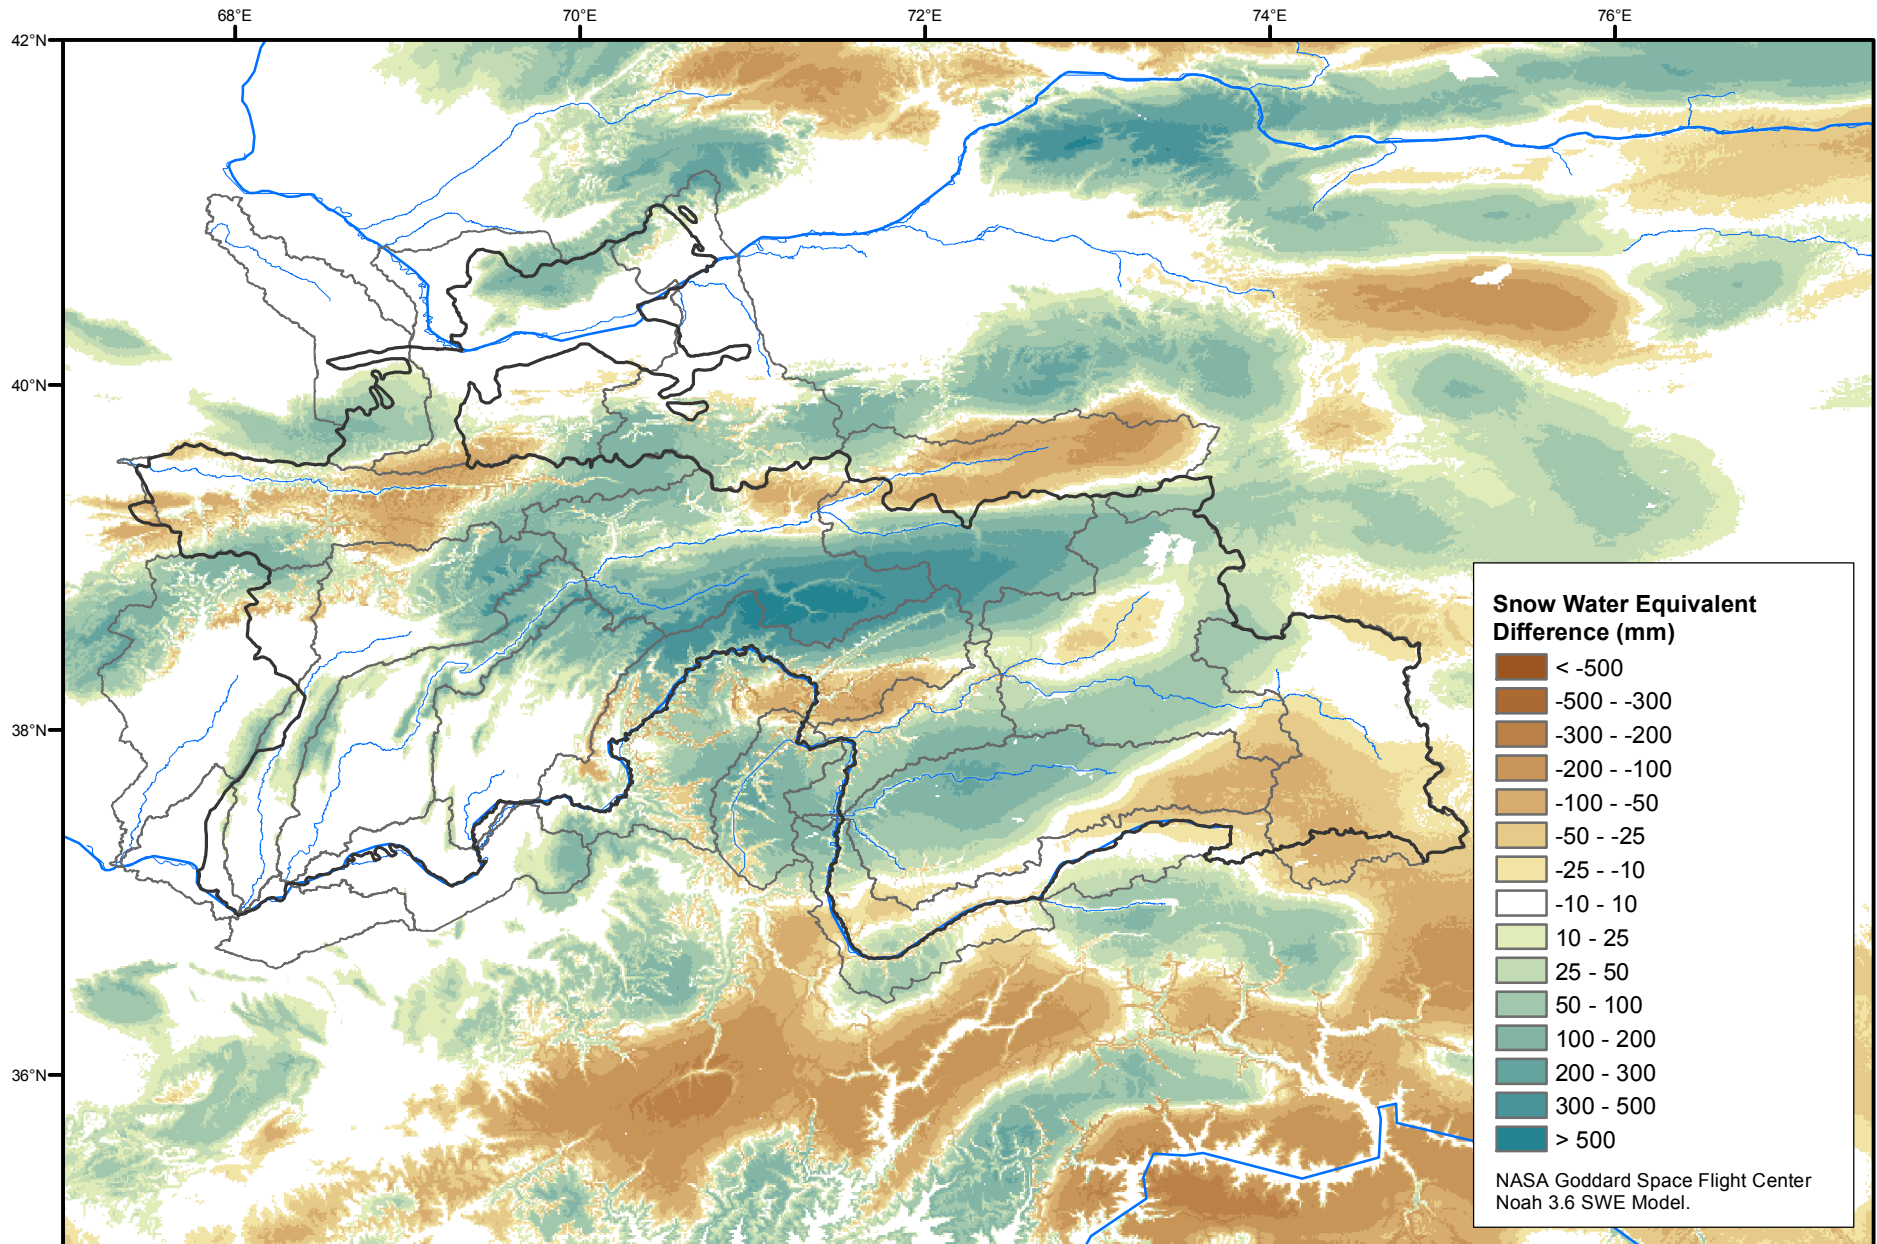 68°E
70°E
72°E
74°E
76°E
42°N
40°N
38°N
36°N
Snow Water Equivalent
Difference (mm)
< -500
-500 - -300
-300 - -200
-200 - -100
-100 - -50
-50 - -25
-25 - -10
-10 - 10
10 - 25
25 - 50
50 - 100
100 - 200
200 - 300
300 - 500
> 500
NASA Goddard Space Flight Center
Noah 3.6 SWE Model.